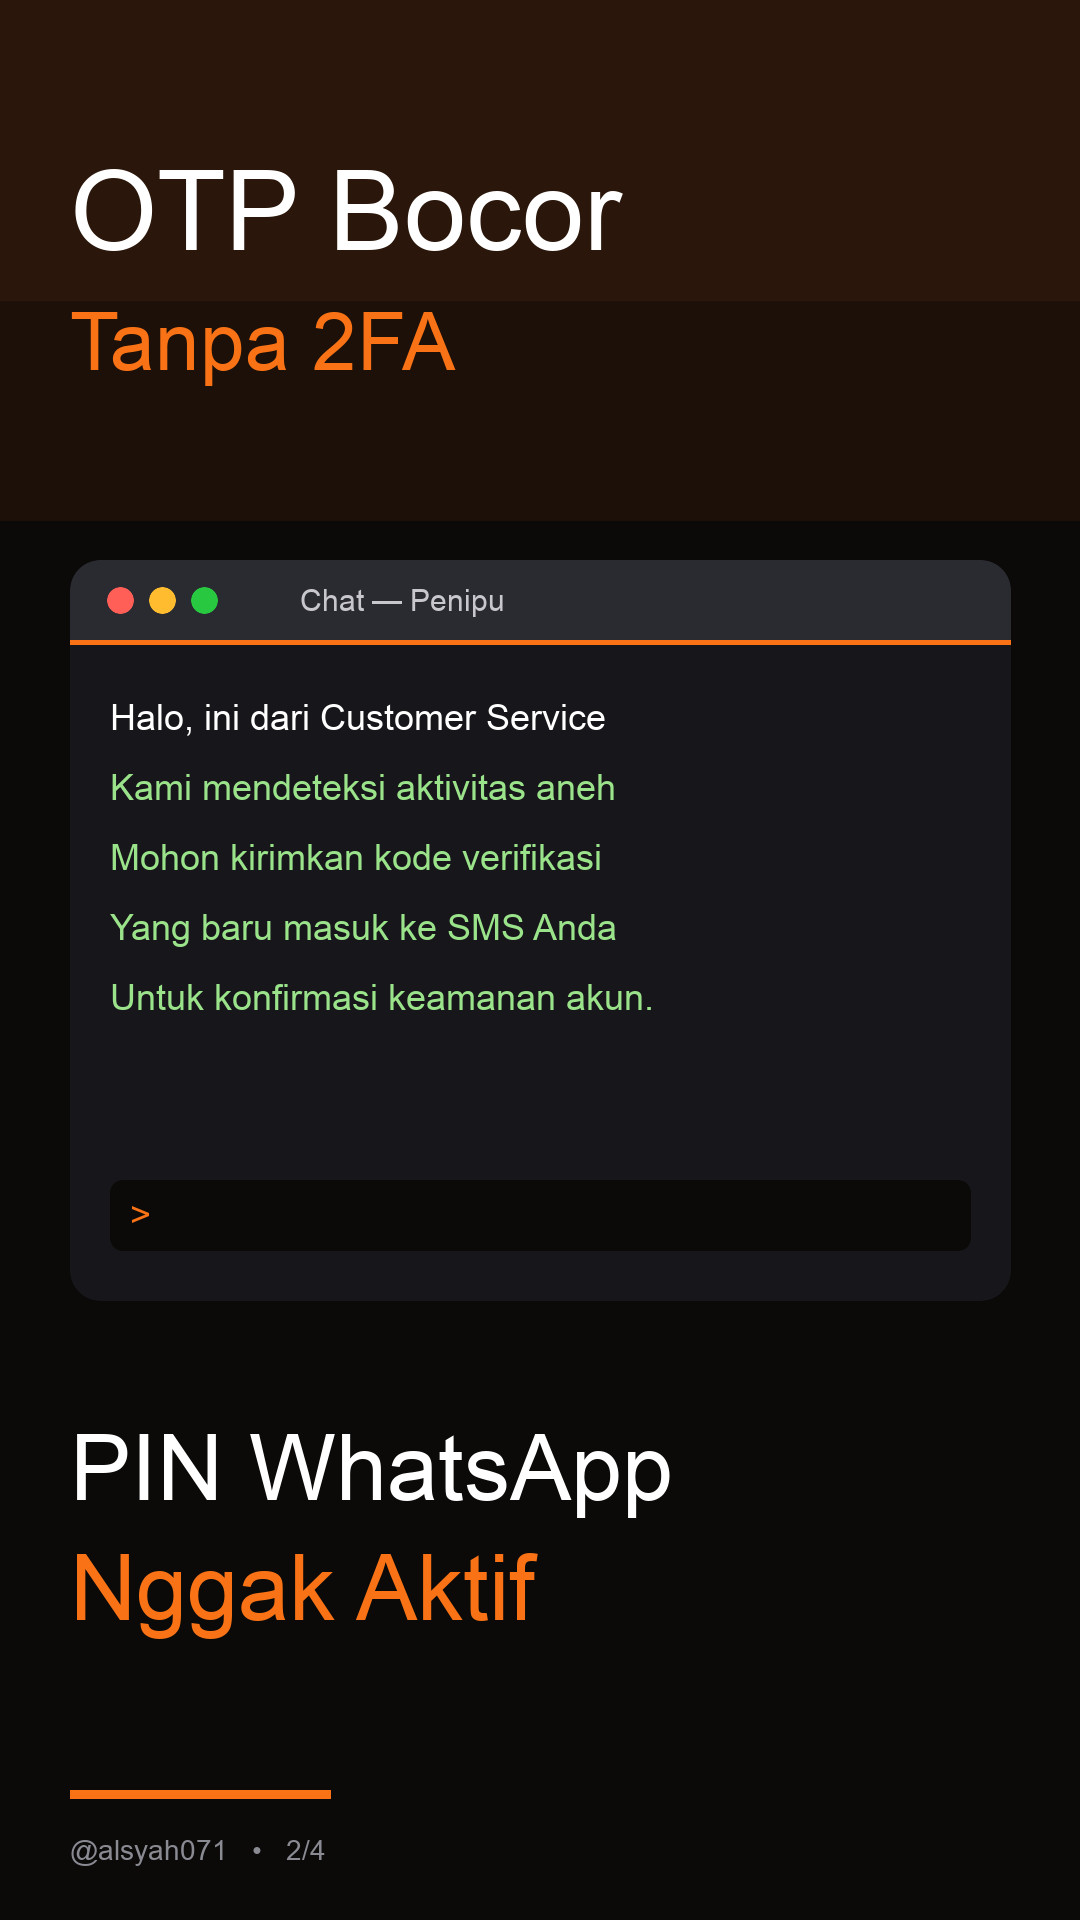 OTP Bocor
Tanpa 2FA
Chat — Penipu
Halo, ini dari Customer Service
Kami mendeteksi aktivitas aneh
Mohon kirimkan kode verifikasi
Yang baru masuk ke SMS Anda
Untuk konfirmasi keamanan akun.
>
PIN WhatsApp
Nggak Aktif
@alsyah071 • 2/4